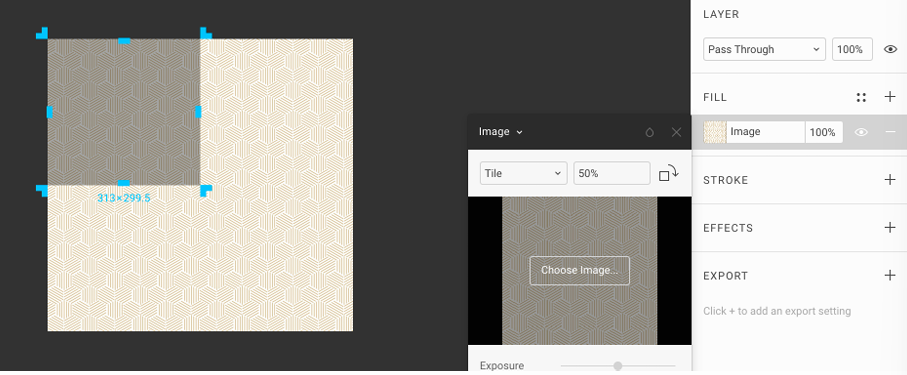 LAYER
Pass Through 100%
FILL
Image 100%
STROKE
EFFECTS
EXPORT
Click + to add an export setting
Image
Tile 50%
Choose Image...
Exposure
313×299.5